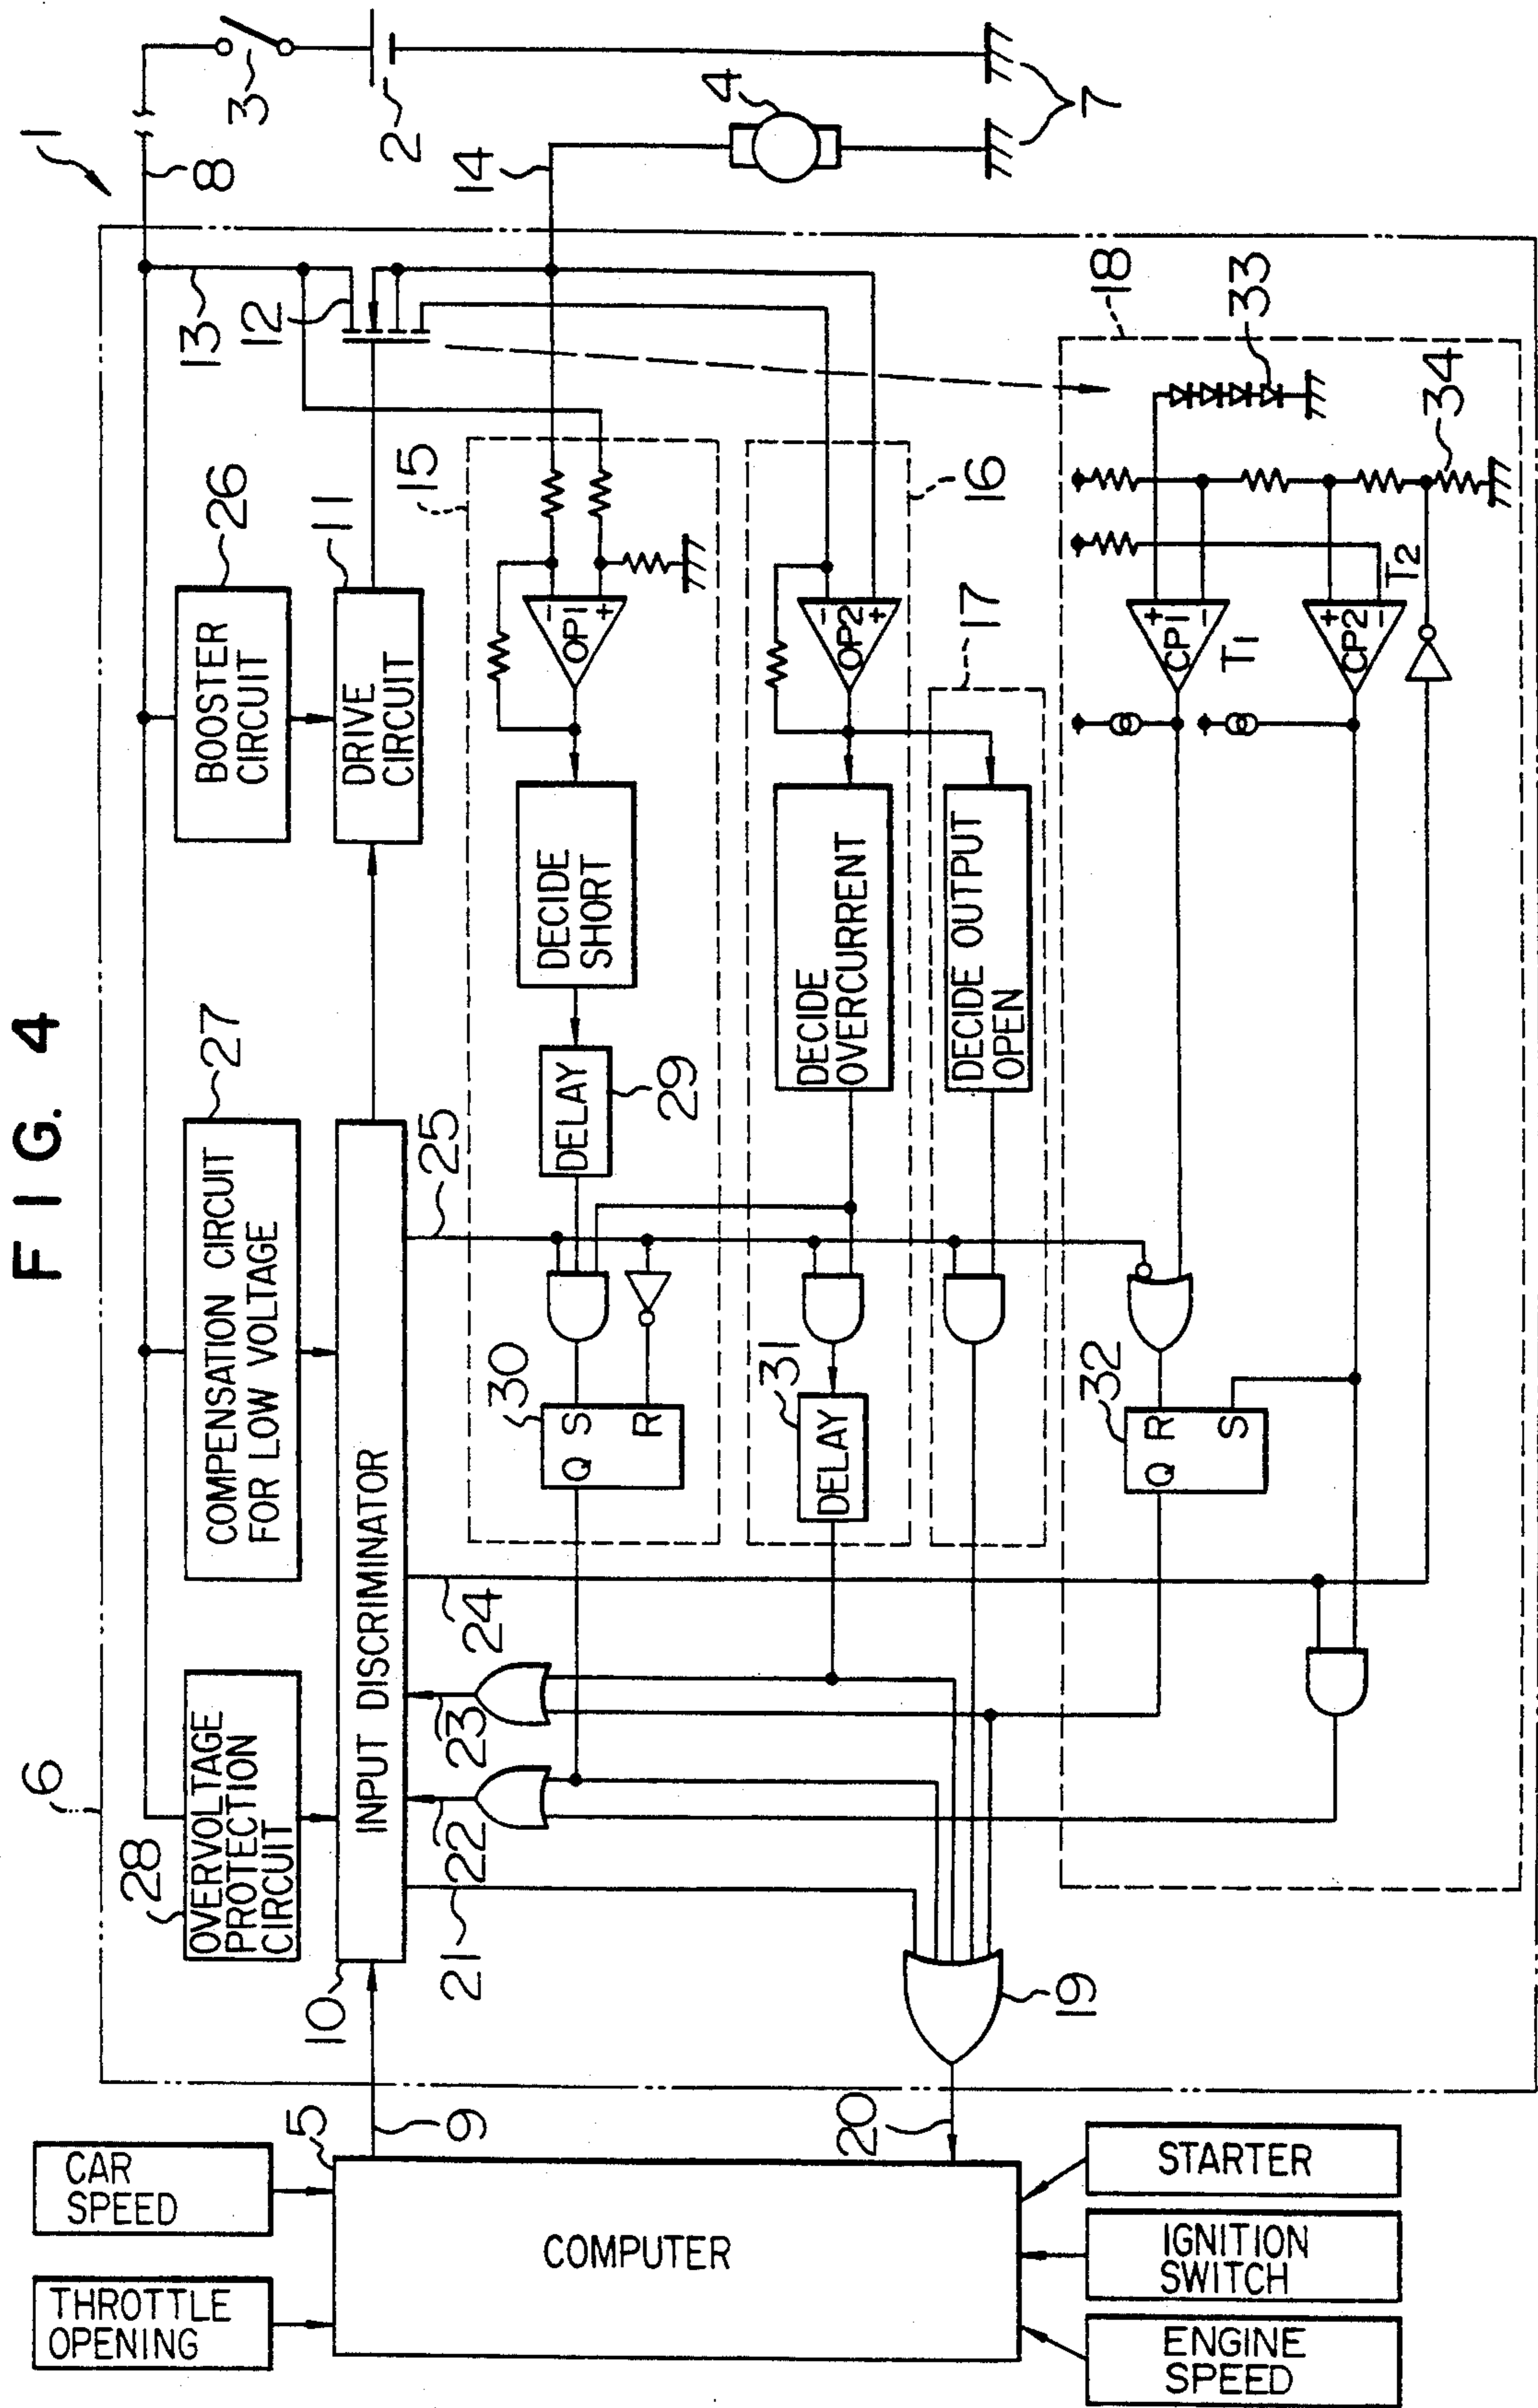 FIG. 4
1
3
2
8
4
7
14
6
13
12
26
BOOSTER
CIRCUIT
11
DRIVE
CIRCUIT
27
COMPENSATION CIRCUIT
FOR LOW VOLTAGE
28
OVERVOLTAGE
PROTECTION
CIRCUIT
10
INPUT DISCRIMINATOR
15
-
OP1
+
DECIDE
SHORT
DELAY
29
25
30
Q S
R
16
-
OP2
+
DECIDE
OVERCURRENT
31
DELAY
17
DECIDE OUTPUT
OPEN
18
33
34
+
CP1
-
T1
+
CP2
-
T2
32
Q R
S
24
23
22
21
19
20
9
5
COMPUTER
CAR
SPEED
THROTTLE
OPENING
STARTER
IGNITION
SWITCH
ENGINE
SPEED